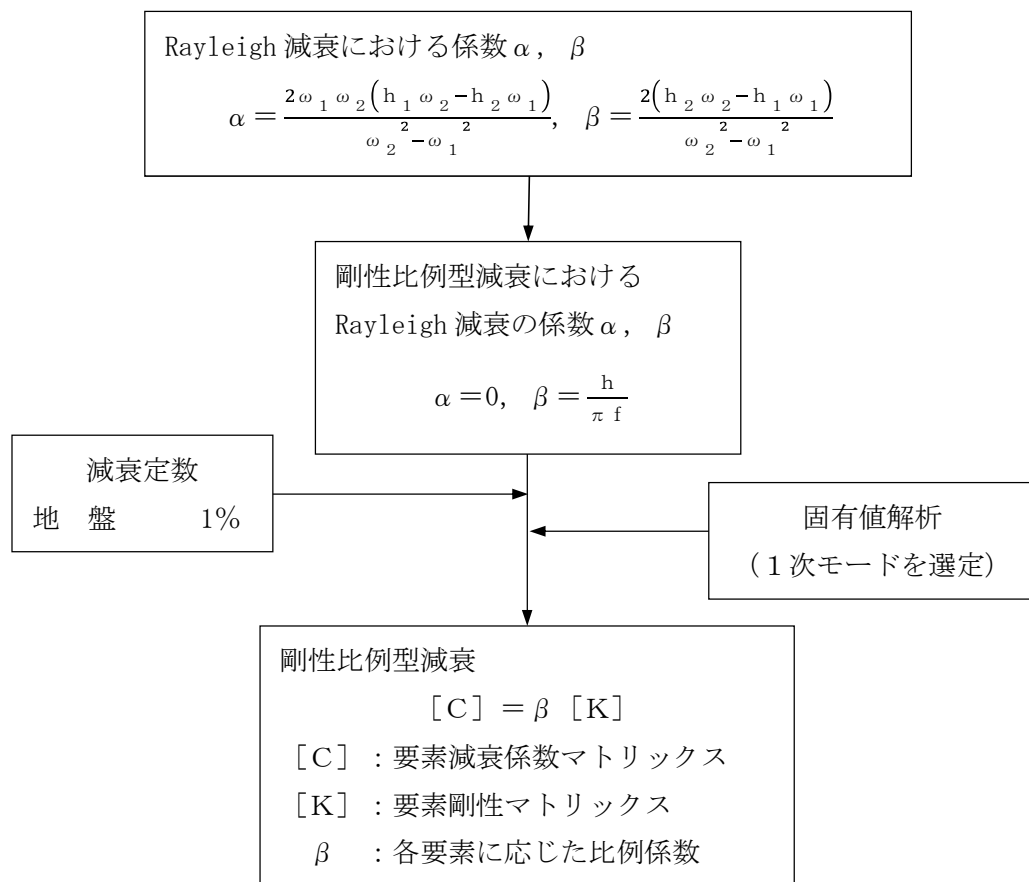 Rayleigh 減衰における係数α, β
α＝2ω₁ω₂(h₁ω₂−h₂ω₁)/(ω₂²−ω₁²), β＝2(h₂ω₂−h₁ω₁)/(ω₂²−ω₁²)
剛性比例型減衰における
Rayleigh 減衰の係数α, β
α＝0, β＝h/(πf)
減衰定数
地　盤　　1%
固有値解析
（１次モードを選定）
剛性比例型減衰
［C］＝β［K］
［C］：要素減衰係数マトリックス
［K］：要素剛性マトリックス
β　：各要素に応じた比例係数